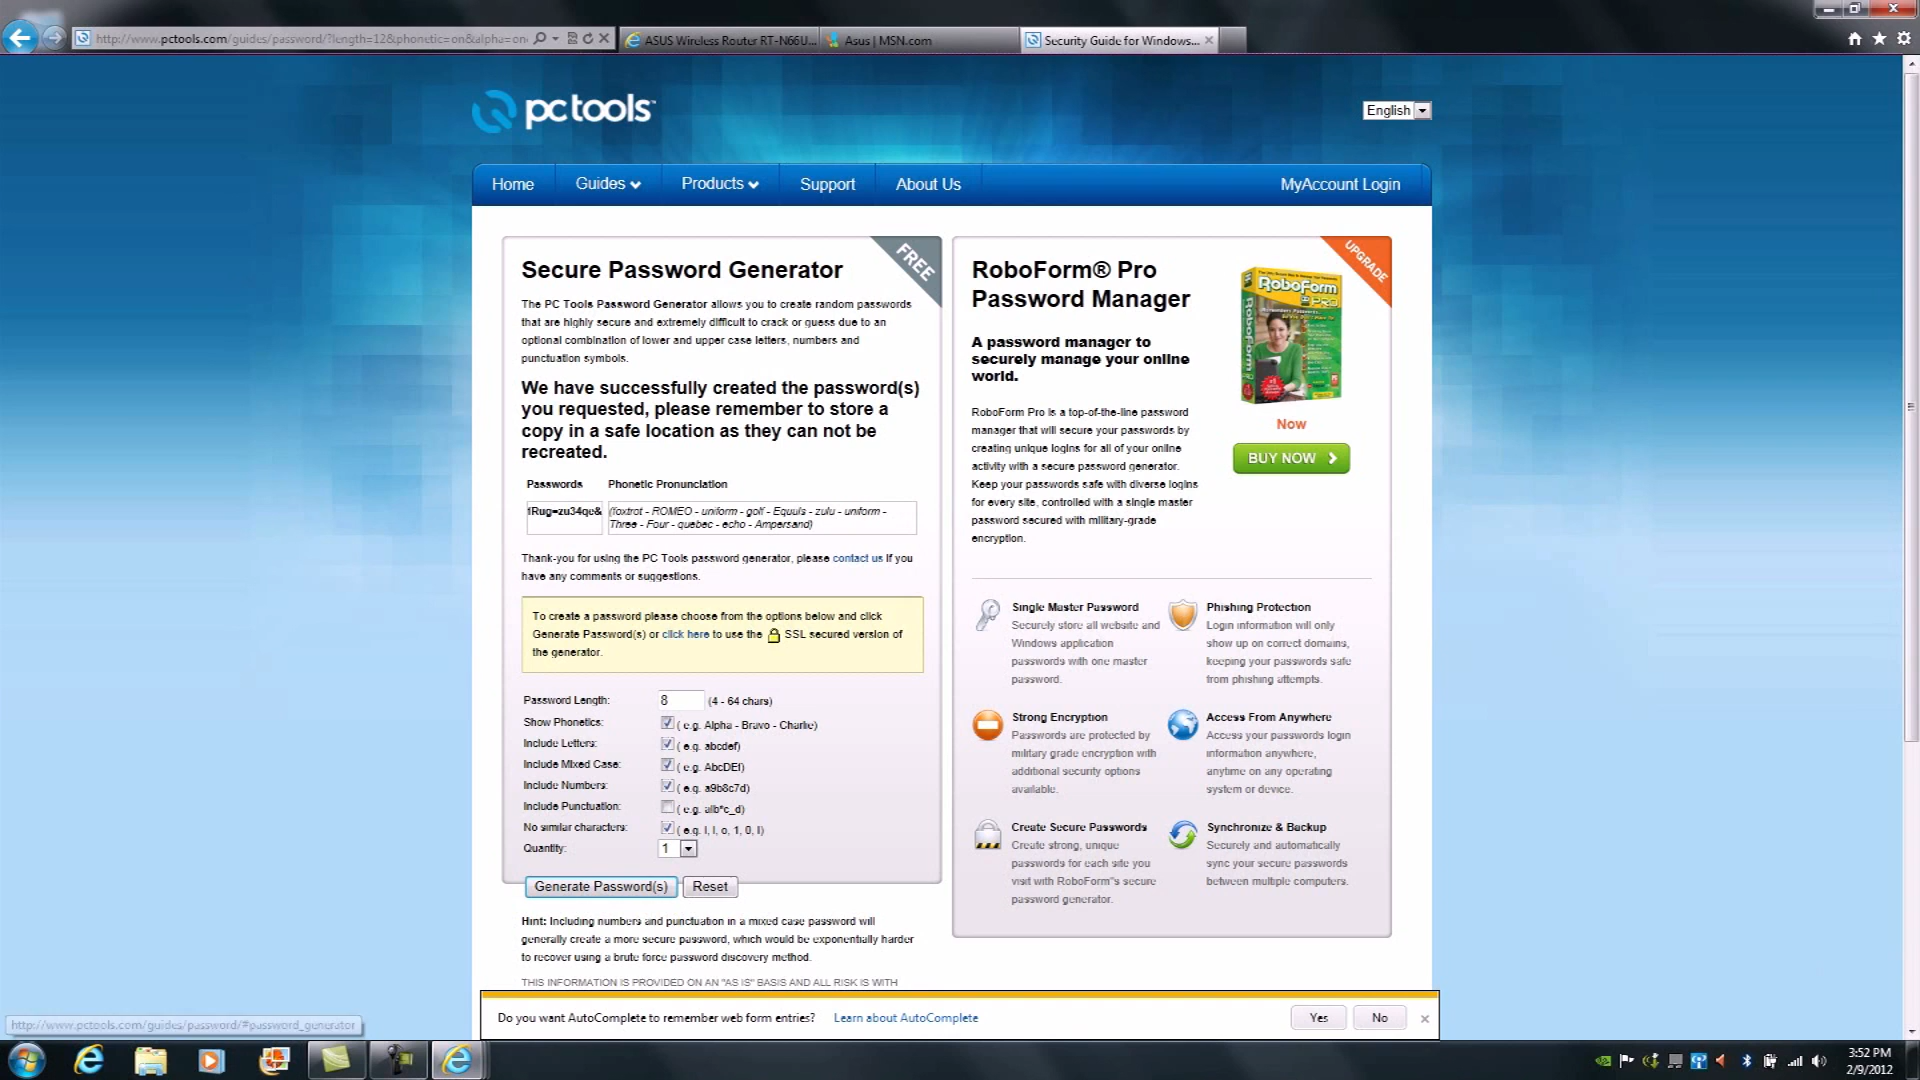 http://www.pctools.com/guides/password/?length=12&phonetic=on&alpha=on
ASUS Wireless Router RT-N66U...
Asus | MSN.com
Security Guide for Windows...
pctools
English
Home
Guides
Products
Support
About Us
MyAccount Login
FREE
Secure Password Generator
The PC Tools Password Generator allows you to create random passwords
that are highly secure and extremely difficult to crack or guess due to an
optional combination of lower and upper case letters, numbers and
punctuation symbols.
We have successfully created the password(s)
you requested, please remember to store a
copy in a safe location as they can not be
recreated.
Passwords
Phonetic Pronunciation
fRug=zu34qe&
(foxtrot - ROMEO - uniform - golf - Equals - zulu - uniform -
Three - Four - quebec - echo - Ampersand)
Thank-you for using the PC Tools password generator, please contact us if you
have any comments or suggestions.
To create a password please choose from the options below and click
Generate Password(s) or click here to use the SSL secured version of
the generator.
Password Length: 8 (4 - 64 chars)
Show Phonetics: ( e.g. Alpha - Bravo - Charlie)
Include Letters: ( e.g. abcdef)
Include Mixed Case: ( e.g. AbcDEf)
Include Numbers: ( e.g. a9b8c7d)
Include Punctuation: ( e.g. a!b*c_d)
No similar characters:
Quantity: 1
Generate Password(s)
Reset
Hint: Including numbers and punctuation in a mixed case password will
generally create a more secure password, which would be exponentially harder
to recover using a brute force password discovery method.
THIS INFORMATION IS PROVIDED ON AN "AS IS" BASIS AND ALL RISK IS WITH
UPGRADE
RoboForm® Pro
Password Manager
A password manager to
securely manage your online
world.
RoboForm Pro is a top-of-the-line password
manager that will secure your passwords by
creating unique logins for all of your online
activity with a secure password generator.
Keep your passwords safe with diverse logins
for every site, controlled with a single master
password secured with military-grade
encryption.
RoboForm
PRO
RoboForm
Now
BUY NOW
Single Master Password
Securely store all website and
Windows application
passwords with one master
password.
Phishing Protection
Login information will only
show up on correct domains,
keeping your passwords safe
from phishing attempts.
Strong Encryption
Passwords are protected by
military grade encryption with
additional security options
available.
Access From Anywhere
Access your passwords login
information anywhere,
anytime on any operating
system or device.
Create Secure Passwords
Create strong, unique
passwords for each site you
visit with RoboForm"s secure
password generator.
Synchronize & Backup
Securely and automatically
sync your secure passwords
between multiple computers.
Do you want AutoComplete to remember web form entries?
Learn about AutoComplete
Yes
No
http://www.pctools.com/guides/password/#password_generator
3:52 PM
2/9/2012